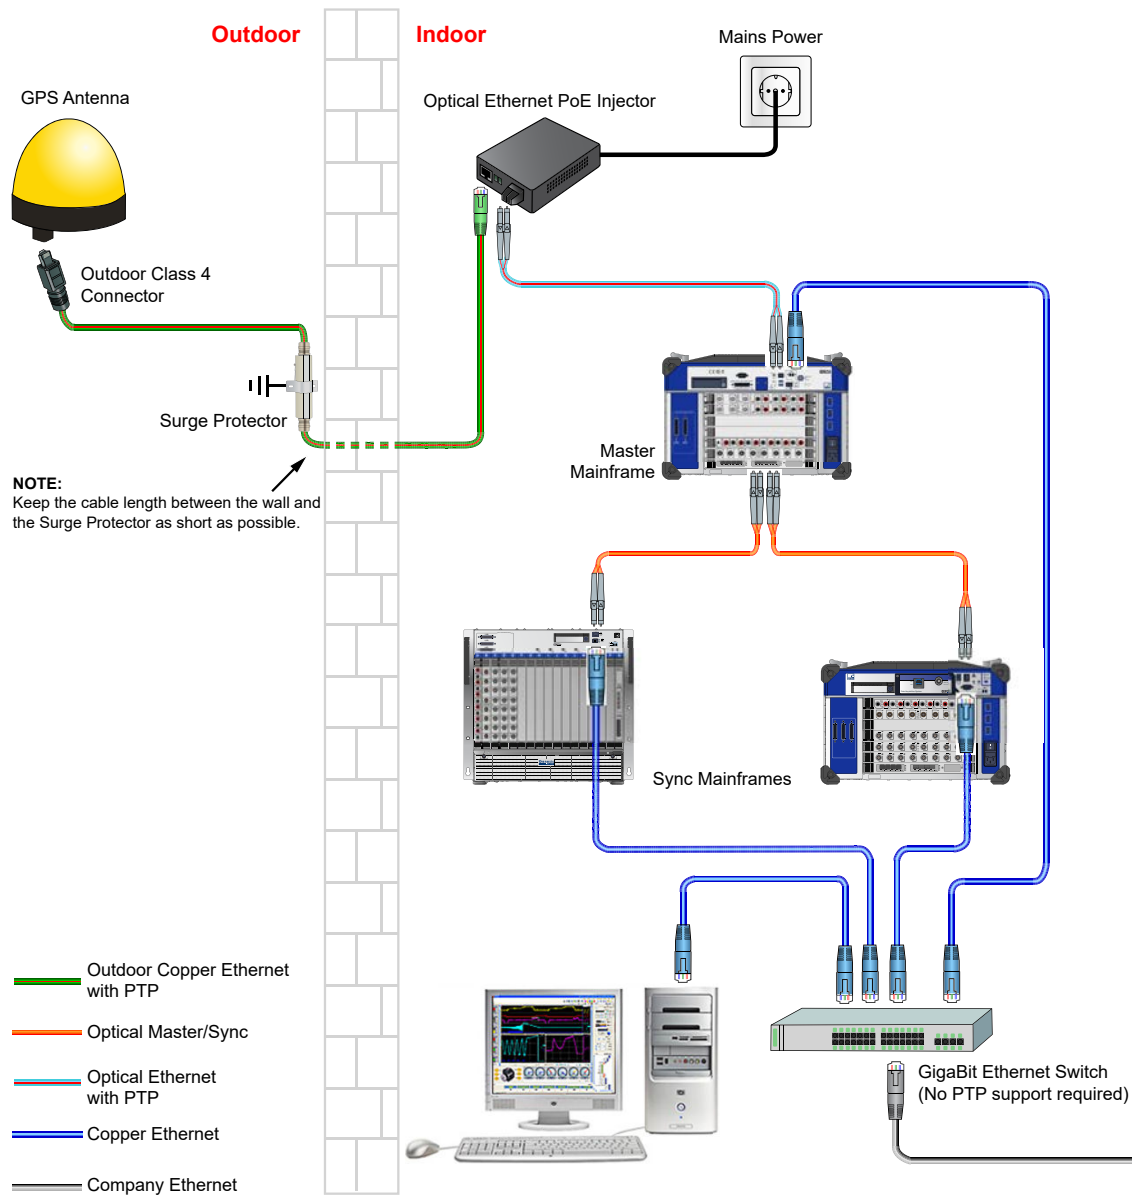 Outdoor
Indoor
Mains Power
GPS Antenna
Optical Ethernet PoE Injector
Outdoor Class 4
Connector
Surge Protector
Master
Mainframe
NOTE:
Keep the cable length between the wall and
the Surge Protector as short as possible.
Sync Mainframes
Outdoor Copper Ethernet
with PTP
Optical Master/Sync
Optical Ethernet
with PTP
Copper Ethernet
Company Ethernet
GigaBit Ethernet Switch
(No PTP support required)